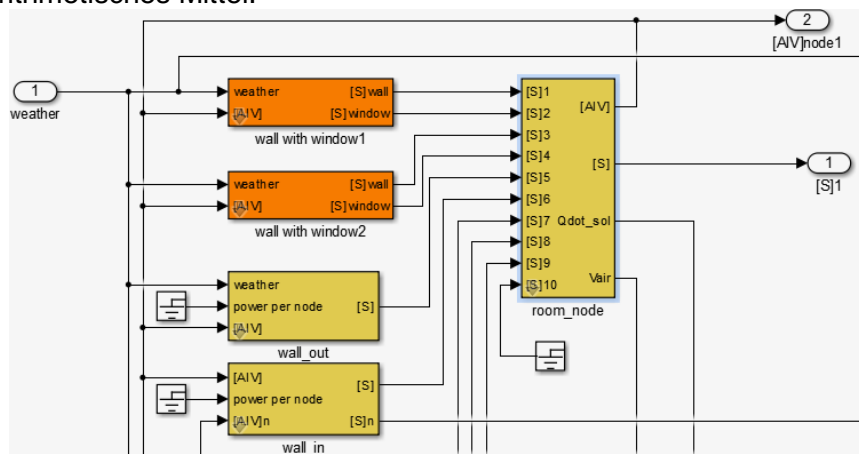 2
[AIV]node1
1
weather
weather
[S]wall
[AIV]
[S]window
wall with window1
weather
[S]wall
[AIV]
[S]window
wall with window2
weather
power per node
[S]
[AIV]
wall_out
[AIV]
[S]
power per node
[AIV]n
[S]n
wall_in
[S]1
[S]2
[AIV]
[S]3
[S]4
[S]
[S]5
[S]6
[S]7
Qdot_sol
[S]8
[S]9
Vair
[S]10
room_node
1
[S]1